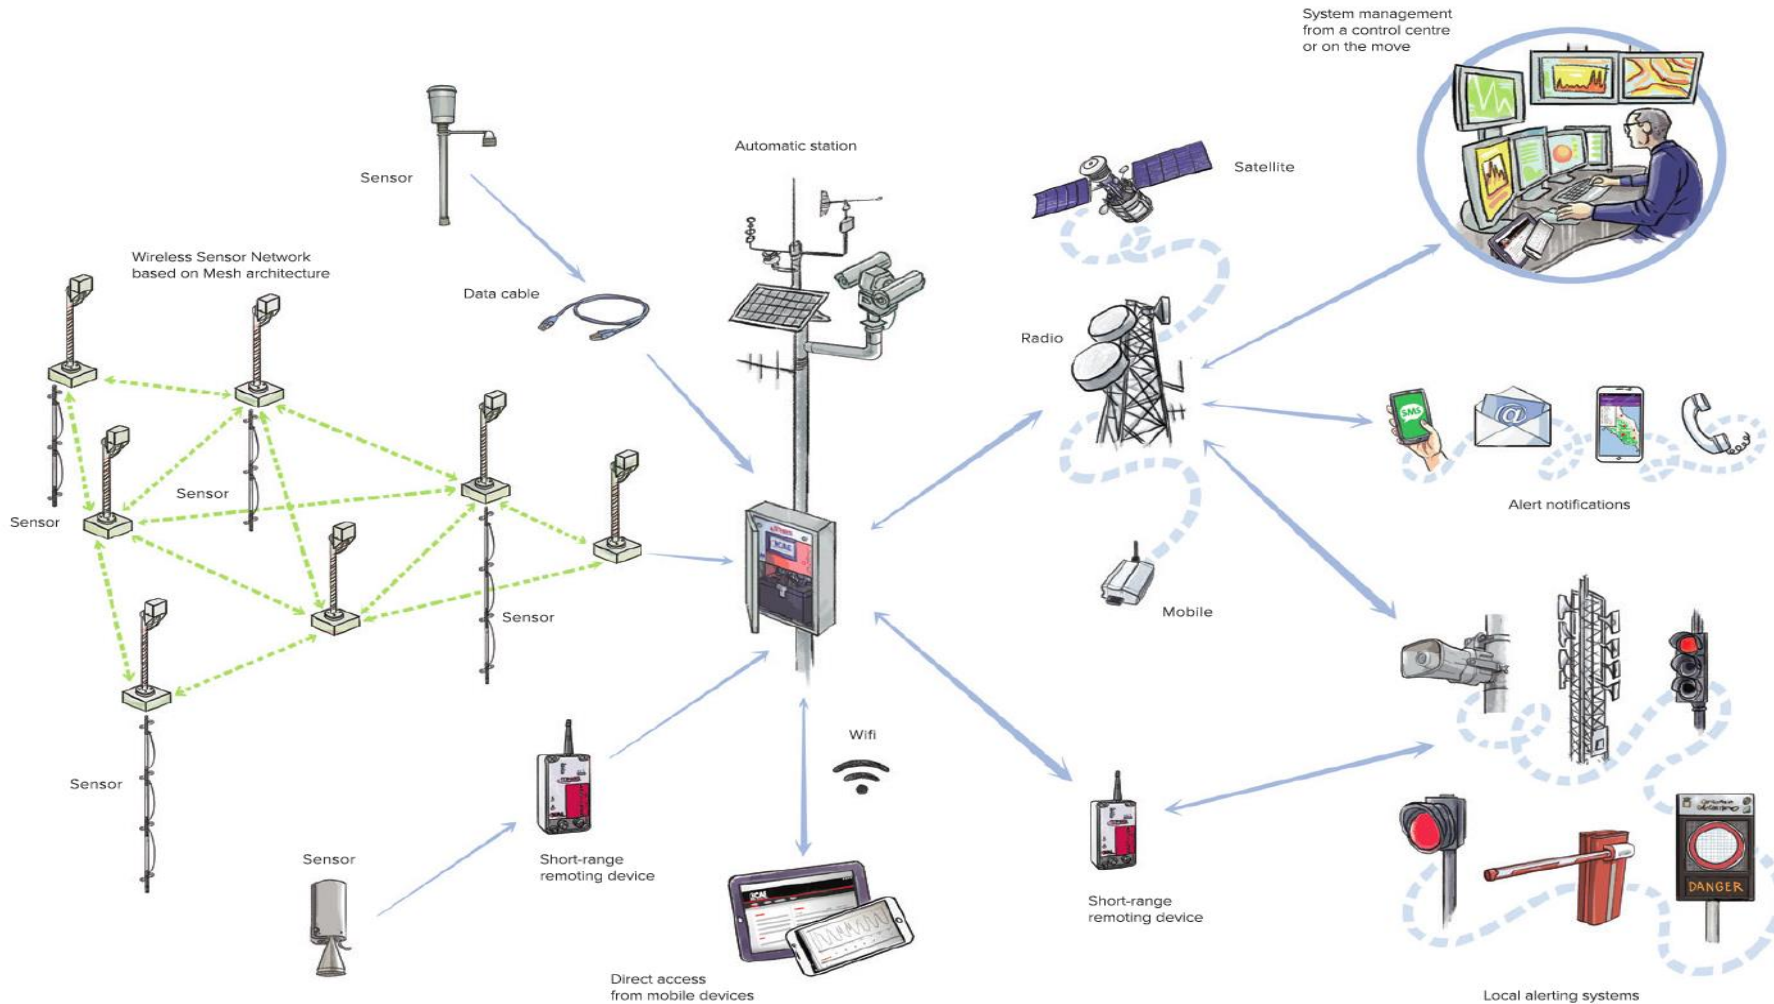 System management
from a control centre
or on the move
Automatic station
Satellite
Sensor
Wireless Sensor Network
based on Mesh architecture
Data cable
Radio
SMS
@
Sensor
Sensor
Alert notifications
Sensor
Mobile
Sensor
Wifi
Sensor
Short-range
remoting device
Short-range
remoting device
DANGER
Direct access
from mobile devices
Local alerting systems